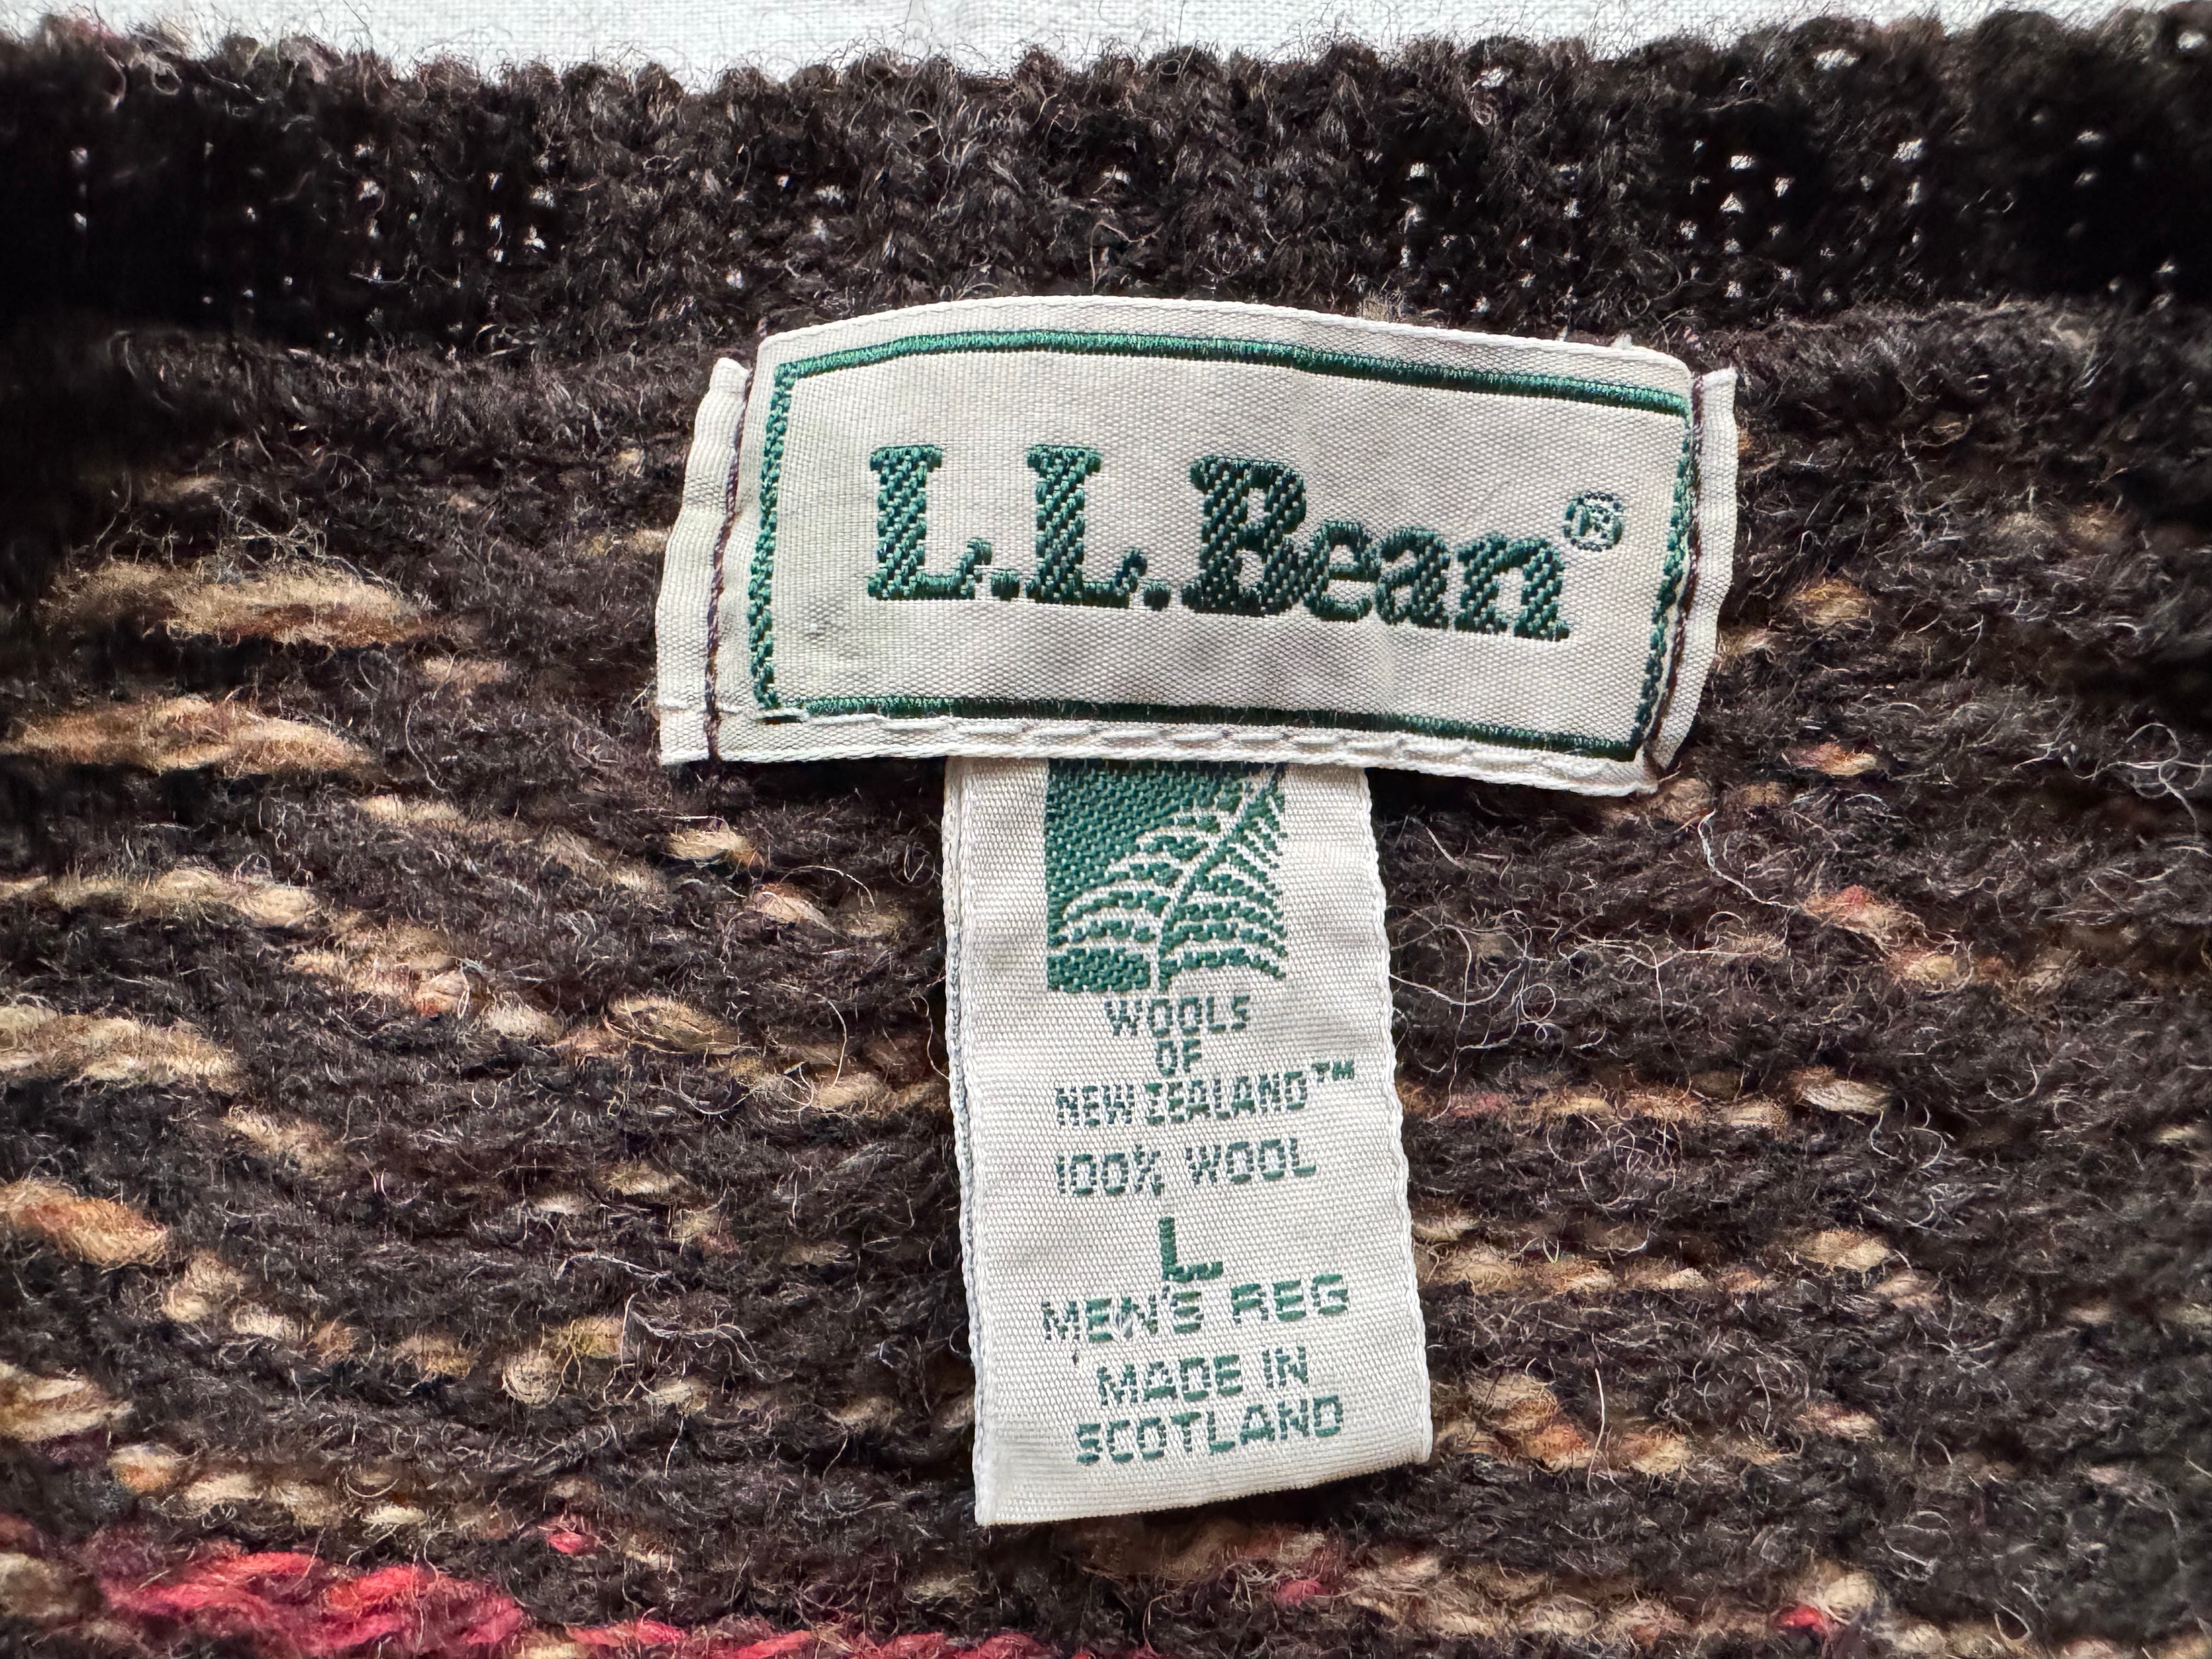 L.L.Bean®
WOOLS
OF
NEW ZEALAND™
100% WOOL
L
MEN'S REG
MADE IN
SCOTLAND